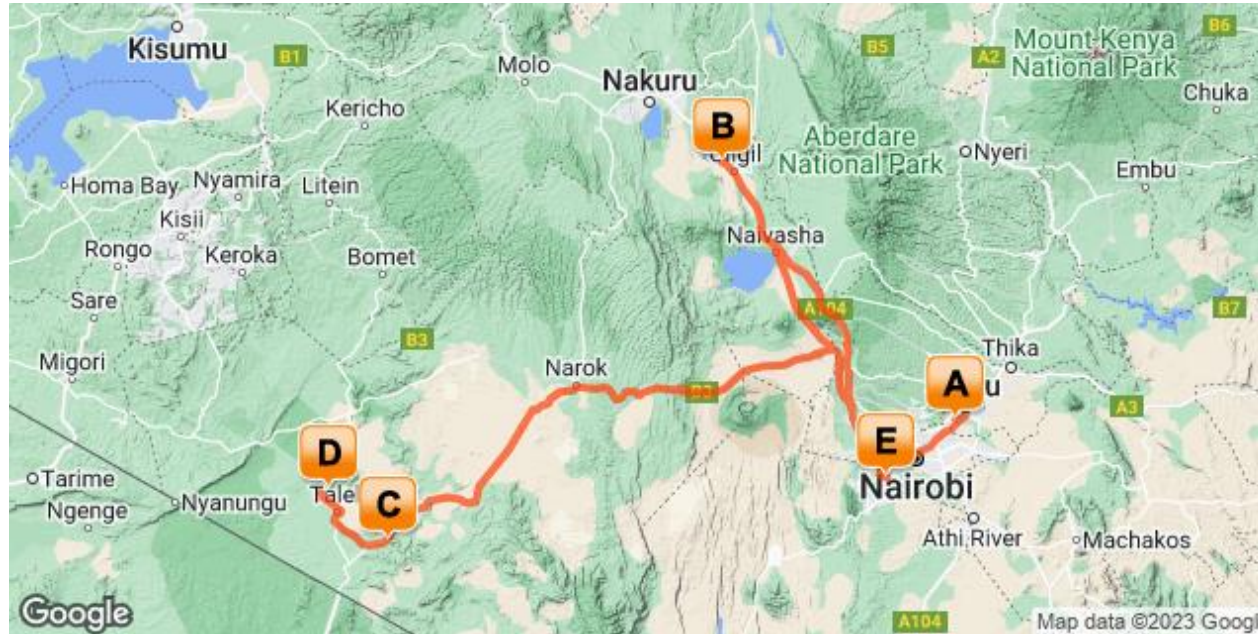 Kisumu
B1
Molo
Nakuru
B5
A2
Mount Kenya
National Park
B6
Chuka
Kericho
B
Aberdare
National Park
Nyeri
Embu
Homa Bay
Nyamira
Litein
Kisii
Rongo
Keroka
Bomet
Naivasha
Sare
A104
B7
Migori
B3
Narok
Thika
A
A3
D
E
Tarime
Ngenge
Nyanungu
C
Nairobi
Athi River
Machakos
A104
Google
Map data ©2023 Googl